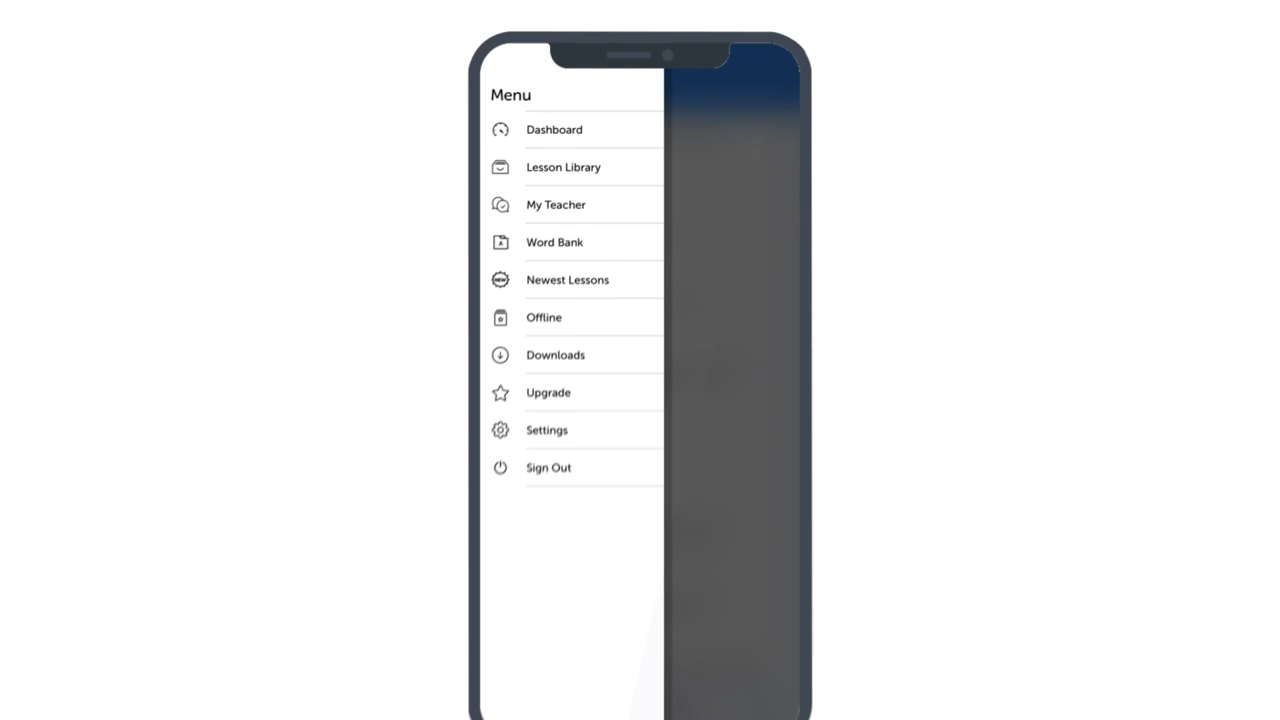 Menu
Dashboard
Lesson Library
My Teacher
Word Bank
Newest Lessons
Offline
Downloads
Upgrade
Settings
Sign Out